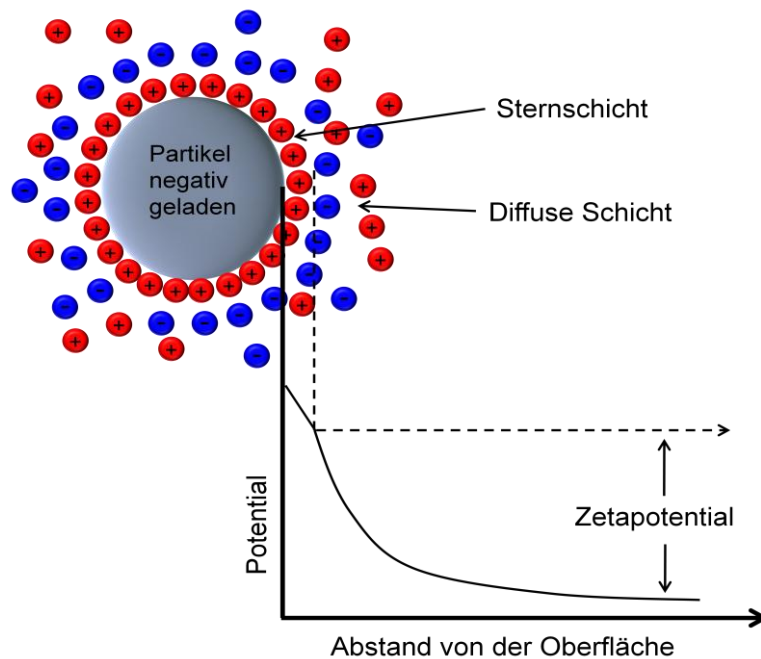 Partikel
negativ
geladen
Sternschicht
Diffuse Schicht
Potential
Zetapotential
Abstand von der Oberfläche